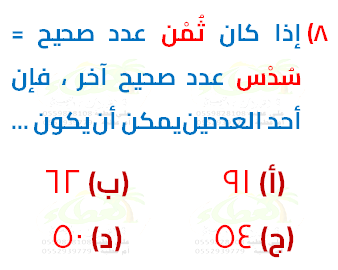 ٨) إذا كان ثُمْن عدد صحيح =
سُدْس عدد صحيح آخر ، فإن
أحد العددين يمكن أن يكون ...
(أ) ٩١ (ب) ٦٢
(ج) ٥٤ (د) ٥٠